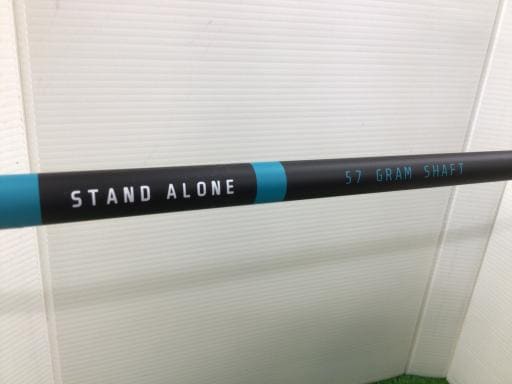 STAND ALONE
57 GRAM SHAFT